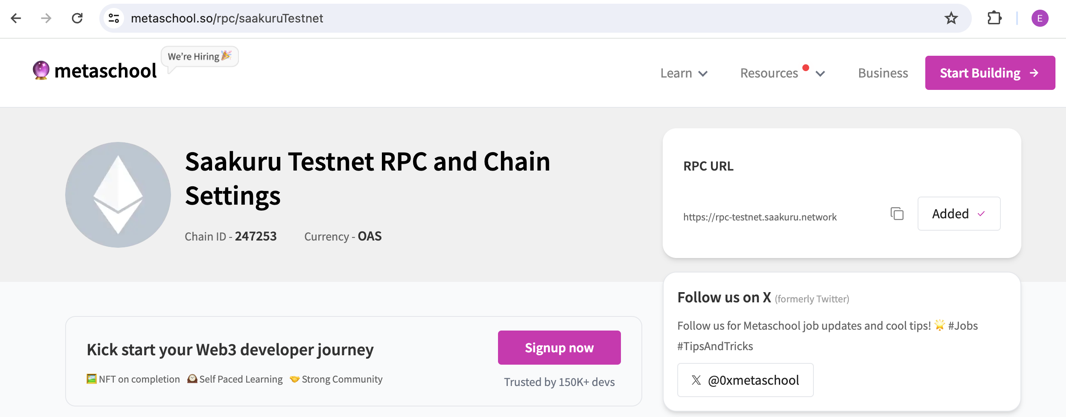 metaschool.so/rpc/saakuruTestnet
E
metaschool
We're Hiring🎉
Learn
Resources
Business
Start Building →
Saakuru Testnet RPC and Chain
Settings
Chain ID - 247253 Currency - OAS
RPC URL
https://rpc-testnet.saakuru.network
Added ✓
Follow us on X (formerly Twitter)
Follow us for Metaschool job updates and cool tips! 🌟 #Jobs
#TipsAndTricks
𝕏 @0xmetaschool
Kick start your Web3 developer journey
NFT on completion Self Paced Learning Strong Community
Signup now
Trusted by 150K+ devs